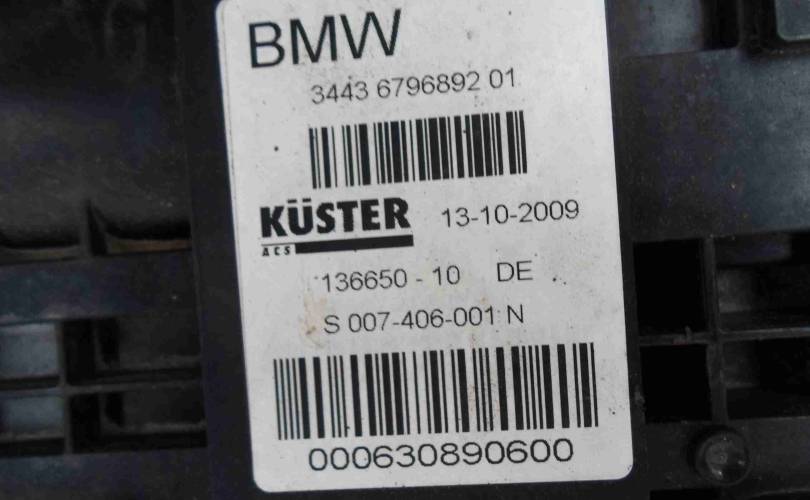 BMW
3443 6796892 01
KÜSTER 13-10-2009
ACS
136650 - 10 DE
S 007-406-001 N
000630890600